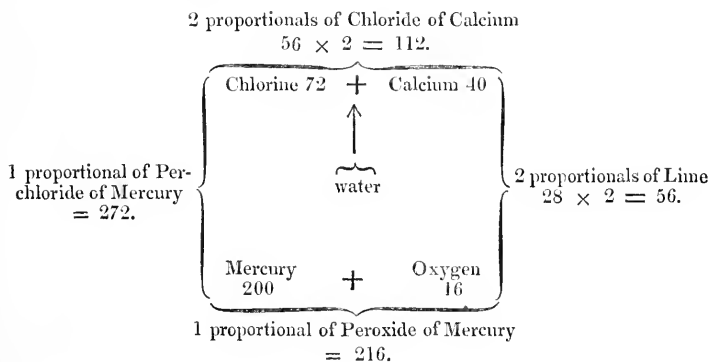 2 proportionals of Chloride of Calcium
56 × 2 = 112.
Chlorine 72 + Calcium 40
1 proportional of Per-
chloride of Mercury
= 272.
water
2 proportionals of Lime
28 × 2 = 56.
Mercury
200
+
Oxygen
16
1 proportional of Peroxide of Mercury
= 216.